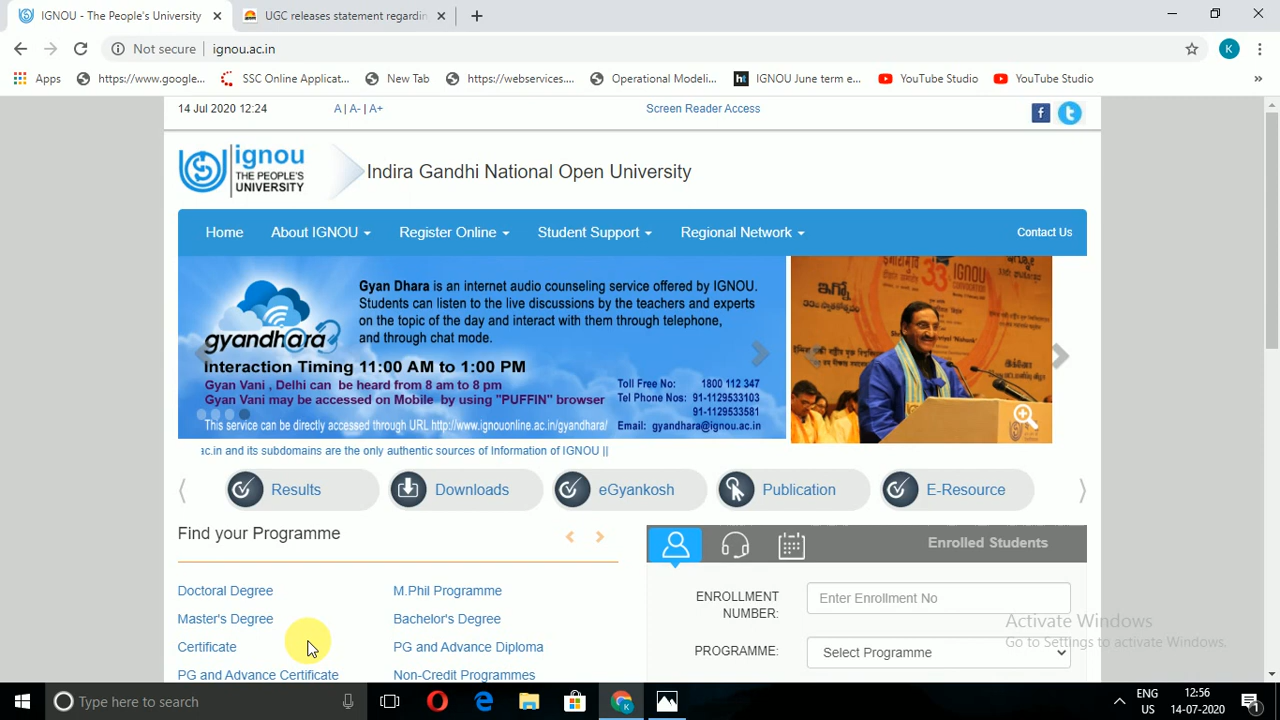 IGNOU - The People's University
UGC releases statement regardin
Not secure
ignou.ac.in
K
Apps
https://www.google...
SSC Online Applicat...
New Tab
https://webservices....
Operational Modeli...
ht
IGNOU June term e...
YouTube Studio
YouTube Studio
»
14 Jul 2020 12:24
A | A- | A+
Screen Reader Access
ignou
THE PEOPLE'S
UNIVERSITY
Indira Gandhi National Open University
Home
About IGNOU
Register Online
Student Support
Regional Network
Contact Us
gyandhara
Gyan Dhara is an internet audio counseling service offered by IGNOU.
Students can listen to the live discussions by the teachers and experts
on the topic of the day and interact with them through telephone,
and through chat mode.
Interaction Timing 11:00 AM to 1:00 PM
Gyan Vani , Delhi can be heard from 8 am to 8 pm
Gyan Vani may be accessed on Mobile by using "PUFFIN" browser
This service can be directly accessed through URL http://www.ignouonline.ac.in/gyandhara/
Toll Free No: 1800 112 347
Tel Phone Nos: 91-1129533103
91-1129533581
Email: gyandhara@ignou.ac.in
33
ac.in and its subdomains are the only authentic sources of Information of IGNOU ||
Results
Downloads
eGyankosh
Publication
E-Resource
Find your Programme
Doctoral Degree
M.Phil Programme
Master's Degree
Bachelor's Degree
Certificate
PG and Advance Diploma
PG and Advance Certificate
Non-Credit Programmes
Enrolled Students
ENROLLMENT
NUMBER:
Enter Enrollment No
PROGRAMME:
Select Programme
Activate Windows
Go to Settings to activate Windows.
Type here to search
K
ENG
US
12:56
14-07-2020
1